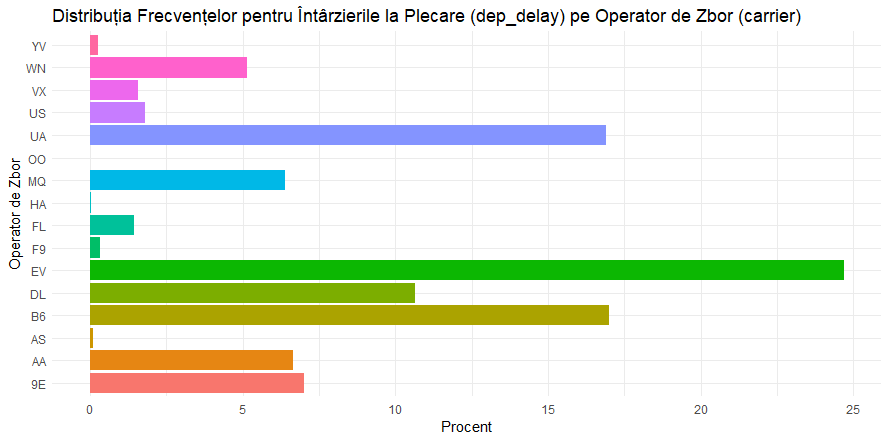 Distribuția Frecvențelor pentru Întârzierile la Plecare (dep_delay) pe Operator de Zbor (carrier)
Operator de Zbor
YV
WN
VX
US
UA
OO
MQ
HA
FL
F9
EV
DL
B6
AS
AA
9E
0 5 10 15 20 25
Procent